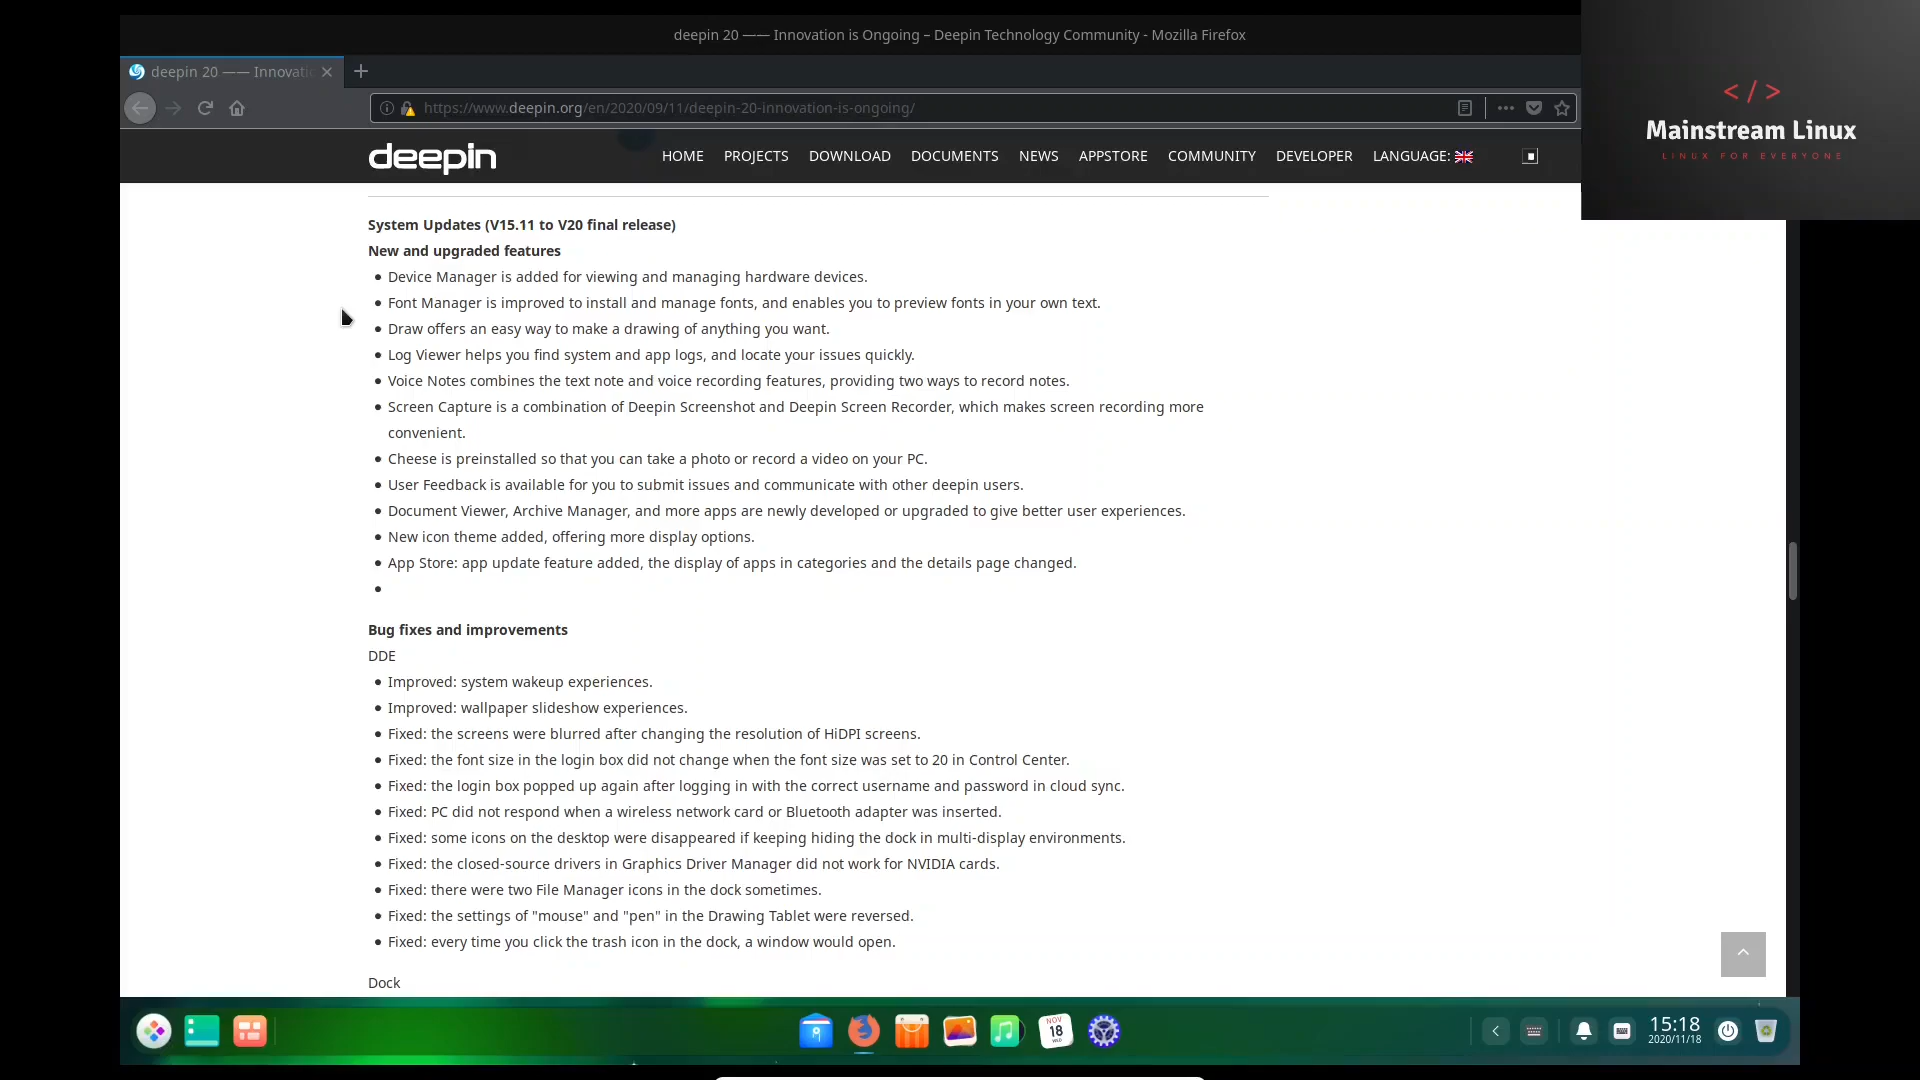 deepin 20 —— Innovation is Ongoing – Deepin Technology Community - Mozilla Firefox
deepin 20 —— Innovatio
https://www.deepin.org/en/2020/09/11/deepin-20-innovation-is-ongoing/
</>
Mainstream Linux
LINUX FOR EVERYONE
deepin
HOME PROJECTS DOWNLOAD DOCUMENTS NEWS APPSTORE COMMUNITY DEVELOPER LANGUAGE:
System Updates (V15.11 to V20 final release)
New and upgraded features
• Device Manager is added for viewing and managing hardware devices.
• Font Manager is improved to install and manage fonts, and enables you to preview fonts in your own text.
• Draw offers an easy way to make a drawing of anything you want.
• Log Viewer helps you find system and app logs, and locate your issues quickly.
• Voice Notes combines the text note and voice recording features, providing two ways to record notes.
• Screen Capture is a combination of Deepin Screenshot and Deepin Screen Recorder, which makes screen recording more
convenient.
• Cheese is preinstalled so that you can take a photo or record a video on your PC.
• User Feedback is available for you to submit issues and communicate with other deepin users.
• Document Viewer, Archive Manager, and more apps are newly developed or upgraded to give better user experiences.
• New icon theme added, offering more display options.
• App Store: app update feature added, the display of apps in categories and the details page changed.
•
Bug fixes and improvements
DDE
• Improved: system wakeup experiences.
• Improved: wallpaper slideshow experiences.
• Fixed: the screens were blurred after changing the resolution of HiDPI screens.
• Fixed: the font size in the login box did not change when the font size was set to 20 in Control Center.
• Fixed: the login box popped up again after logging in with the correct username and password in cloud sync.
• Fixed: PC did not respond when a wireless network card or Bluetooth adapter was inserted.
• Fixed: some icons on the desktop were disappeared if keeping hiding the dock in multi-display environments.
• Fixed: the closed-source drivers in Graphics Driver Manager did not work for NVIDIA cards.
• Fixed: there were two File Manager icons in the dock sometimes.
• Fixed: the settings of "mouse" and "pen" in the Drawing Tablet were reversed.
• Fixed: every time you click the trash icon in the dock, a window would open.
Dock
NOV
18
WED
15:18
2020/11/18